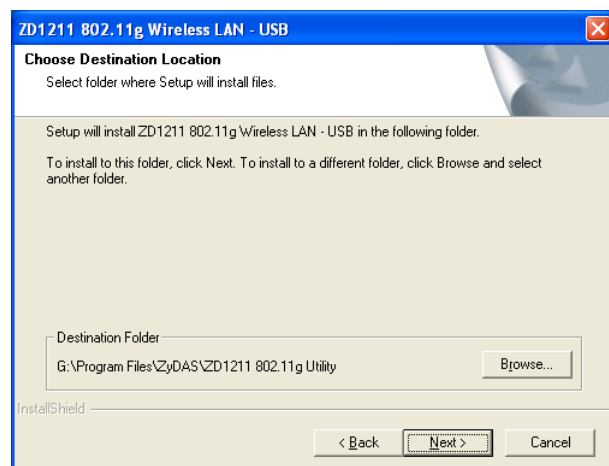 ZD1211 802.11g Wireless LAN - USB
Choose Destination Location
Select folder where Setup will install files.
Setup will install ZD1211 802.11g Wireless LAN - USB in the following folder.
To install to this folder, click Next. To install to a different folder, click Browse and select
another folder.
Destination Folder
G:\Program Files\ZyDAS\ZD1211 802.11g Utility
Browse...
InstallShield
< Back
Next >
Cancel